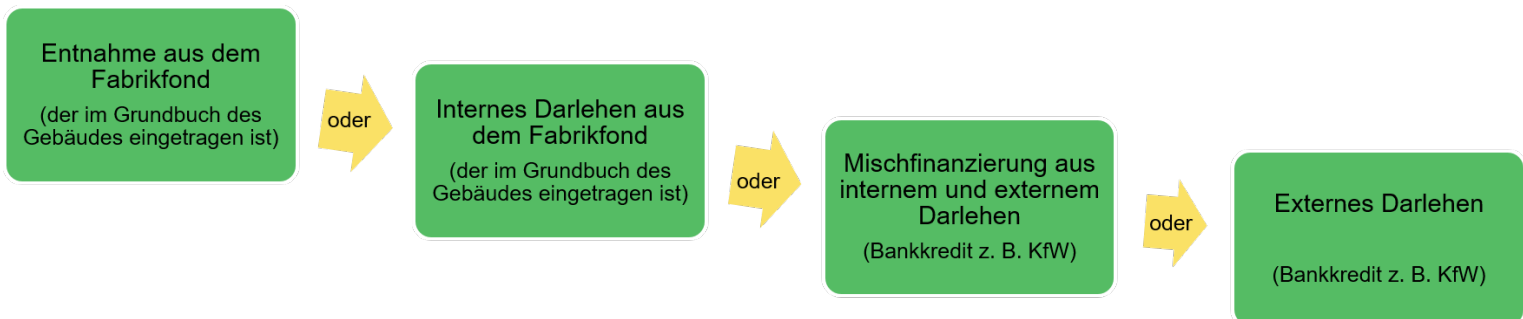 Entnahme aus dem
Fabrikfond
(der im Grundbuch des
Gebäudes eingetragen ist)
oder
Internes Darlehen aus
dem Fabrikfond
(der im Grundbuch des
Gebäudes eingetragen ist)
oder
Mischfinanzierung aus
internem und externem
Darlehen
(Bankkredit z. B. KfW)
oder
Externes Darlehen
(Bankkredit z. B. KfW)